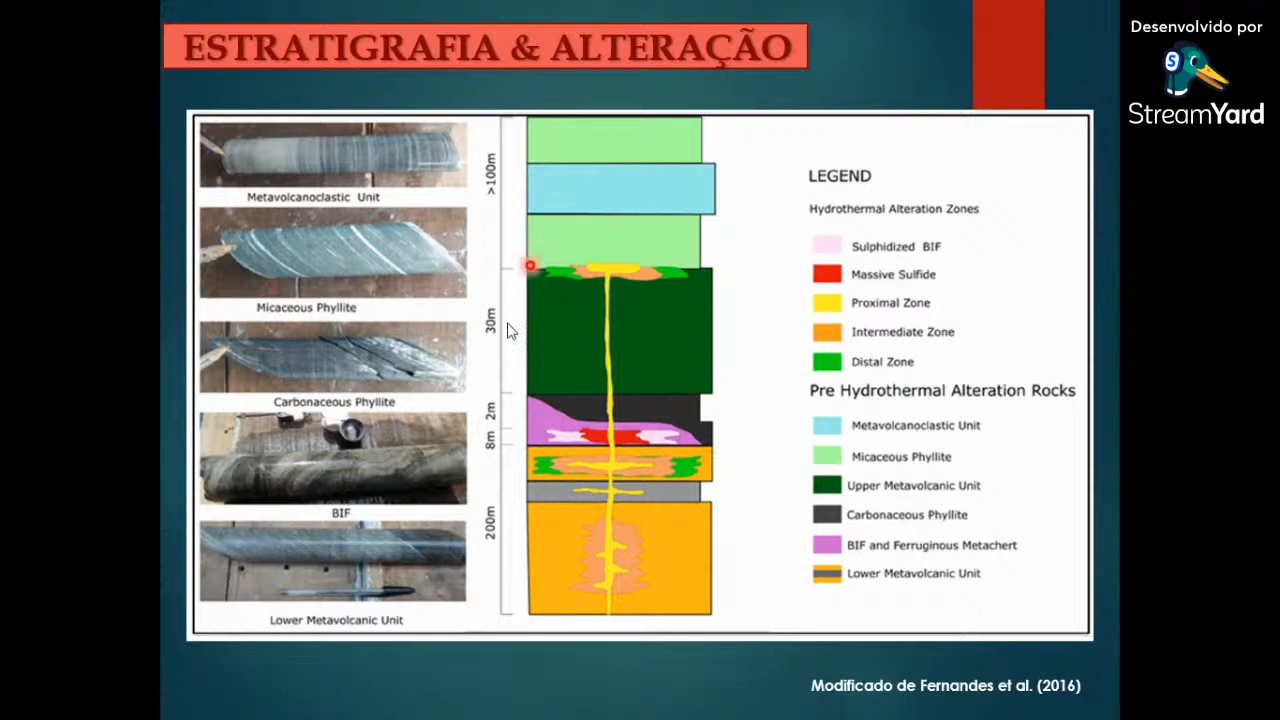 ESTRATIGRAFIA & ALTERAÇÃO
Desenvolvido por
StreamYard
Metavolcanoclastic Unit
Micaceous Phyllite
Carbonaceous Phyllite
BIF
Lower Metavolcanic Unit
>100m
30m
2m
8m
200m
LEGEND
Hydrothermal Alteration Zones
Sulphidized BIF
Massive Sulfide
Proximal Zone
Intermediate Zone
Distal Zone
Pre Hydrothermal Alteration Rocks
Metavolcanoclastic Unit
Micaceous Phyllite
Upper Metavolcanic Unit
Carbonaceous Phyllite
BIF and Ferruginous Metachert
Lower Metavolcanic Unit
Modificado de Fernandes et al. (2016)